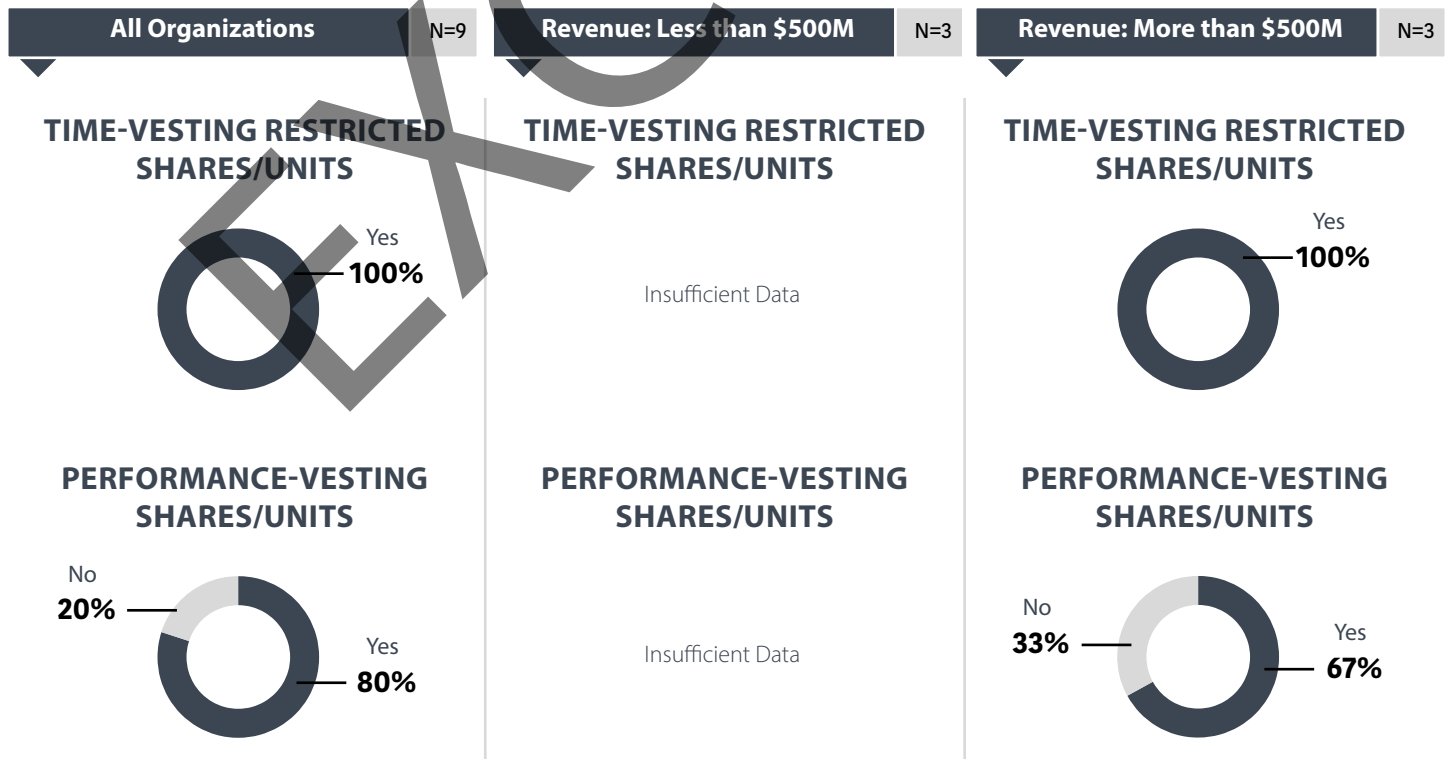 All Organizations N=9
Revenue: Less than $500M N=3
Revenue: More than $500M N=3
TIME-VESTING RESTRICTED
SHARES/UNITS
Yes
100%
TIME-VESTING RESTRICTED
SHARES/UNITS
Insufficient Data
TIME-VESTING RESTRICTED
SHARES/UNITS
Yes
100%
PERFORMANCE-VESTING
SHARES/UNITS
No
20%
Yes
80%
PERFORMANCE-VESTING
SHARES/UNITS
Insufficient Data
PERFORMANCE-VESTING
SHARES/UNITS
No
33%
Yes
67%